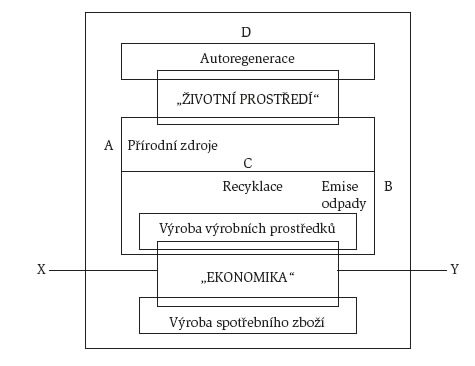 D
Autoregenerace
„ŽIVOTNÍ PROSTŘEDÍ“
A
Přírodní zdroje
C
Recyklace
Emise
odpady
B
Výroba výrobních prostředků
X
„EKONOMIKA“
Y
Výroba spotřebního zboží